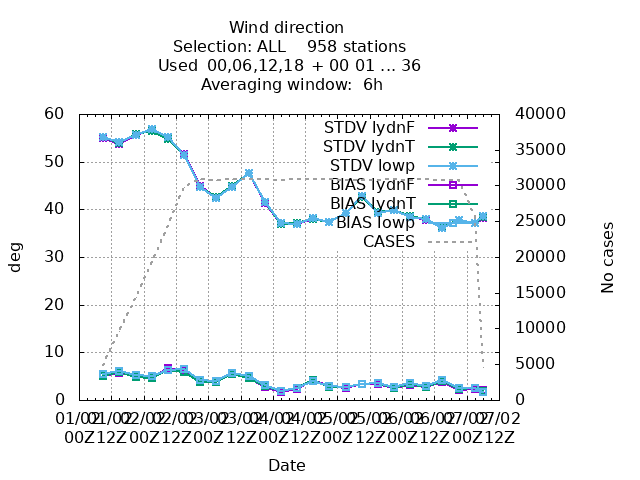 Wind direction
Selection: ALL    958 stations
Used  00,06,12,18  + 00 01 ... 36
Averaging window:  6h
60 40000
STDV lydnF
STDV lydnT
35000
50
STDV lowp
30000
BIAS lydnF
BIAS lydnT
40
25000
BIAS lowp
CASES
deg
No cases
30 20000
15000
20
10000
10
5000
0 0
01/02 01/02 02/02 02/02 03/02 03/02 04/02 04/02 05/02 05/02 06/02 06/02 07/02 07/02
00Z 12Z 00Z 12Z 00Z 12Z 00Z 12Z 00Z 12Z 00Z 12Z 00Z 12Z
Date